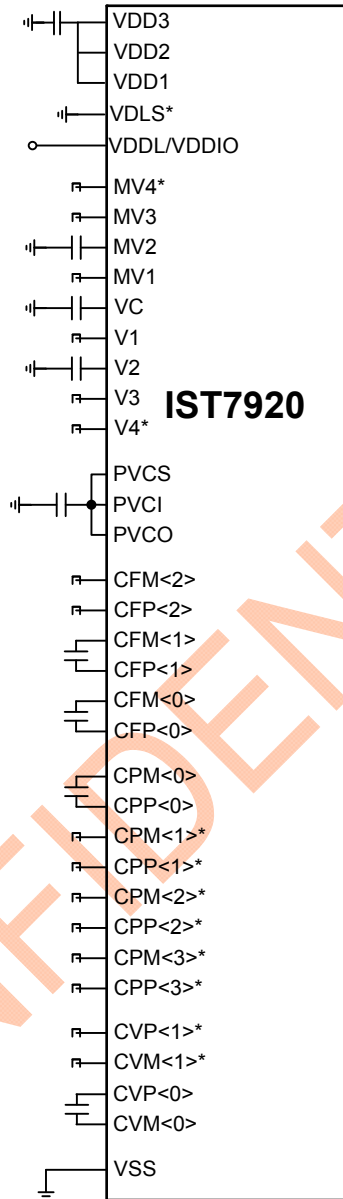 VDD3
VDD2
VDD1
VDLS*
VDDL/VDDIO
MV4*
MV3
MV2
MV1
VC
V1
V2
V3
V4*
IST7920
PVCS
PVCI
PVCO
CFM<2>
CFP<2>
CFM<1>
CFP<1>
CFM<0>
CFP<0>
CPM<0>
CPP<0>
CPM<1>*
CPP<1>*
CPM<2>*
CPP<2>*
CPM<3>*
CPP<3>*
CVP<1>*
CVM<1>*
CVP<0>
CVM<0>
VSS
NFIDENT